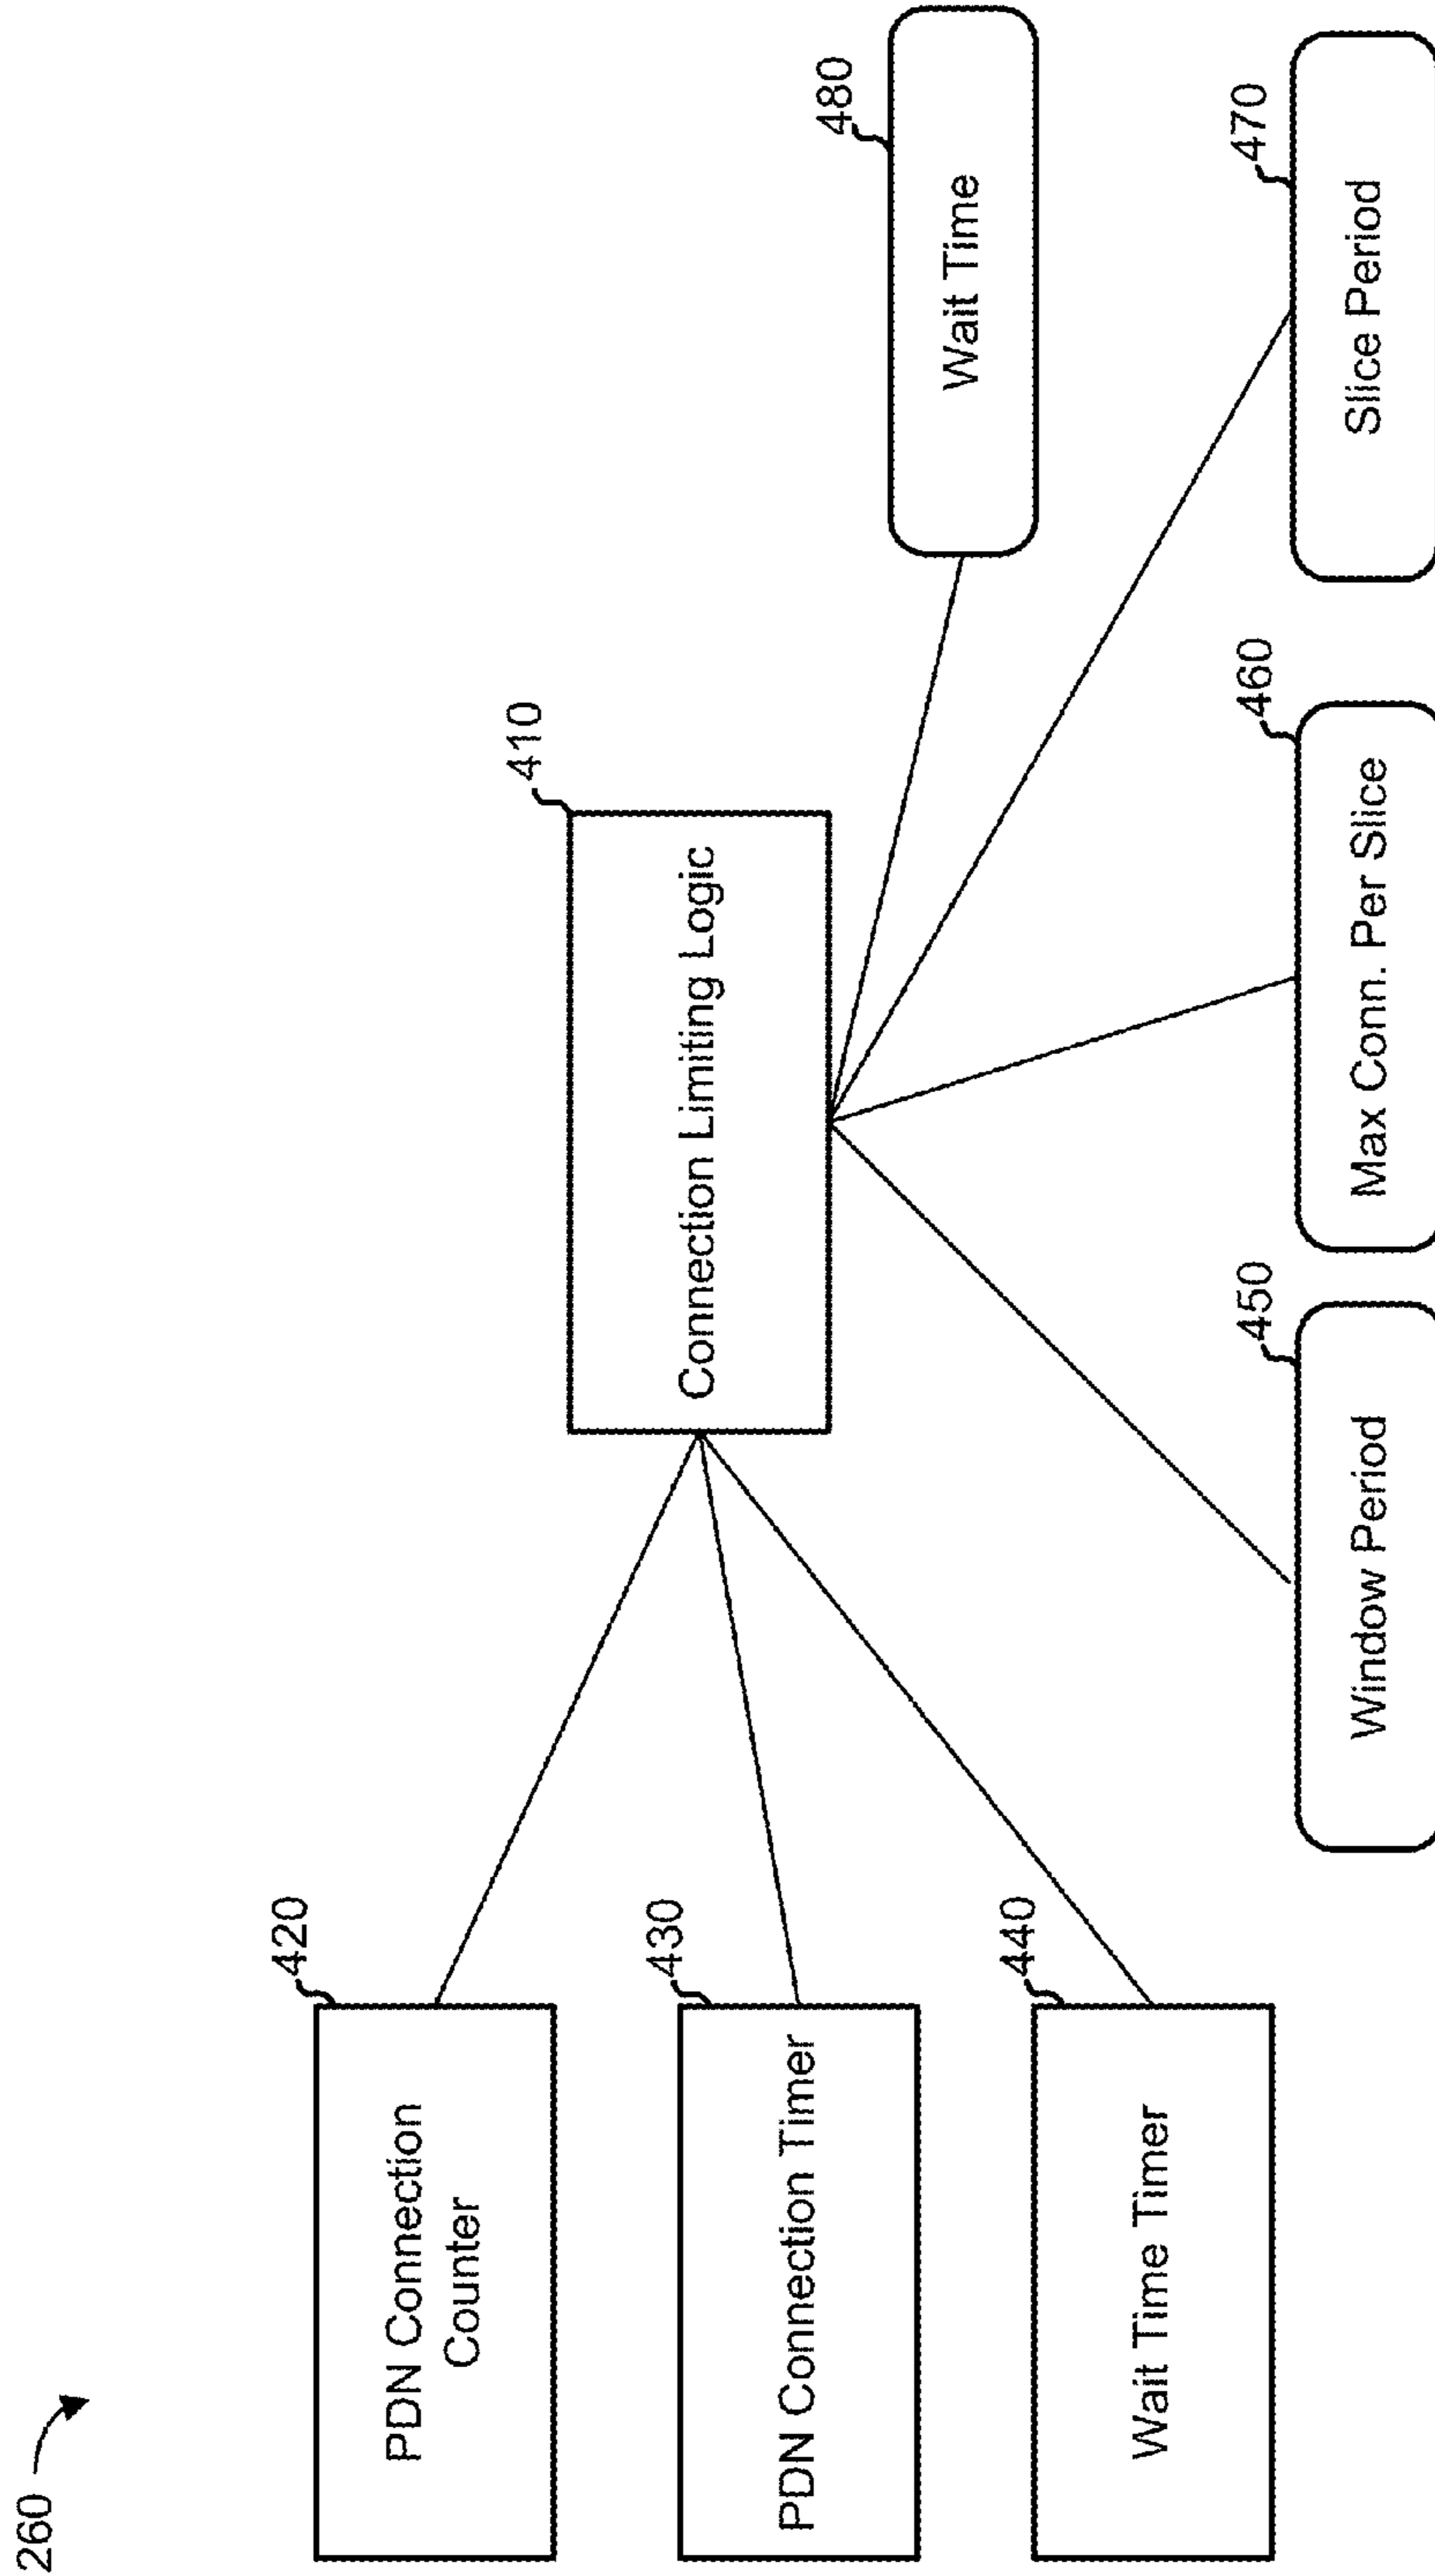 260
420
PDN Connection
Counter
430
PDN Connection Timer
440
Wait Time Timer
410
Connection Limiting Logic
450
Window Period
460
Max Conn. Per Slice
470
Slice Period
480
Wait Time